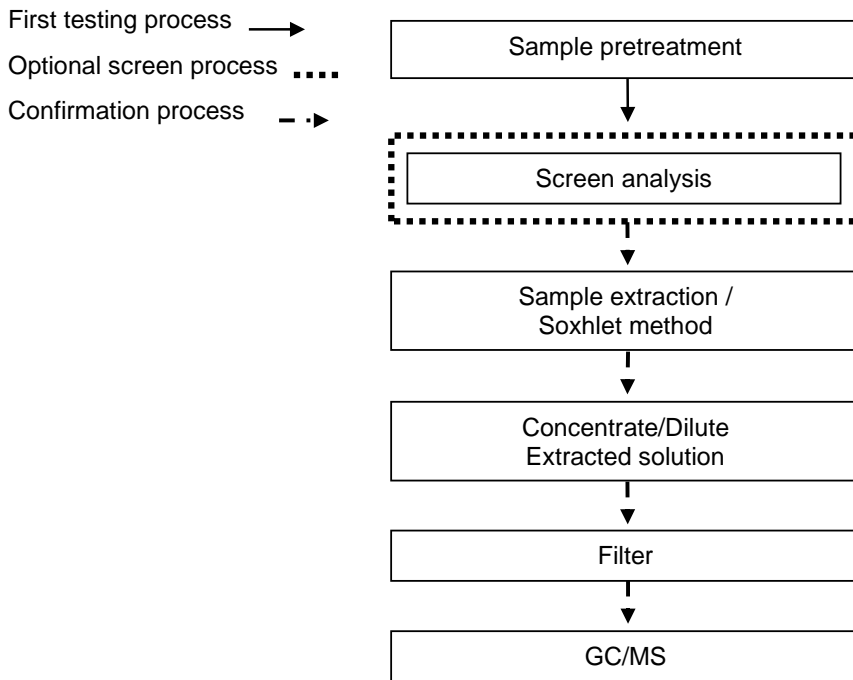 First testing process
Optional screen process
Confirmation process
Sample pretreatment
Screen analysis
Sample extraction /
Soxhlet method
Concentrate/Dilute
Extracted solution
Filter
GC/MS